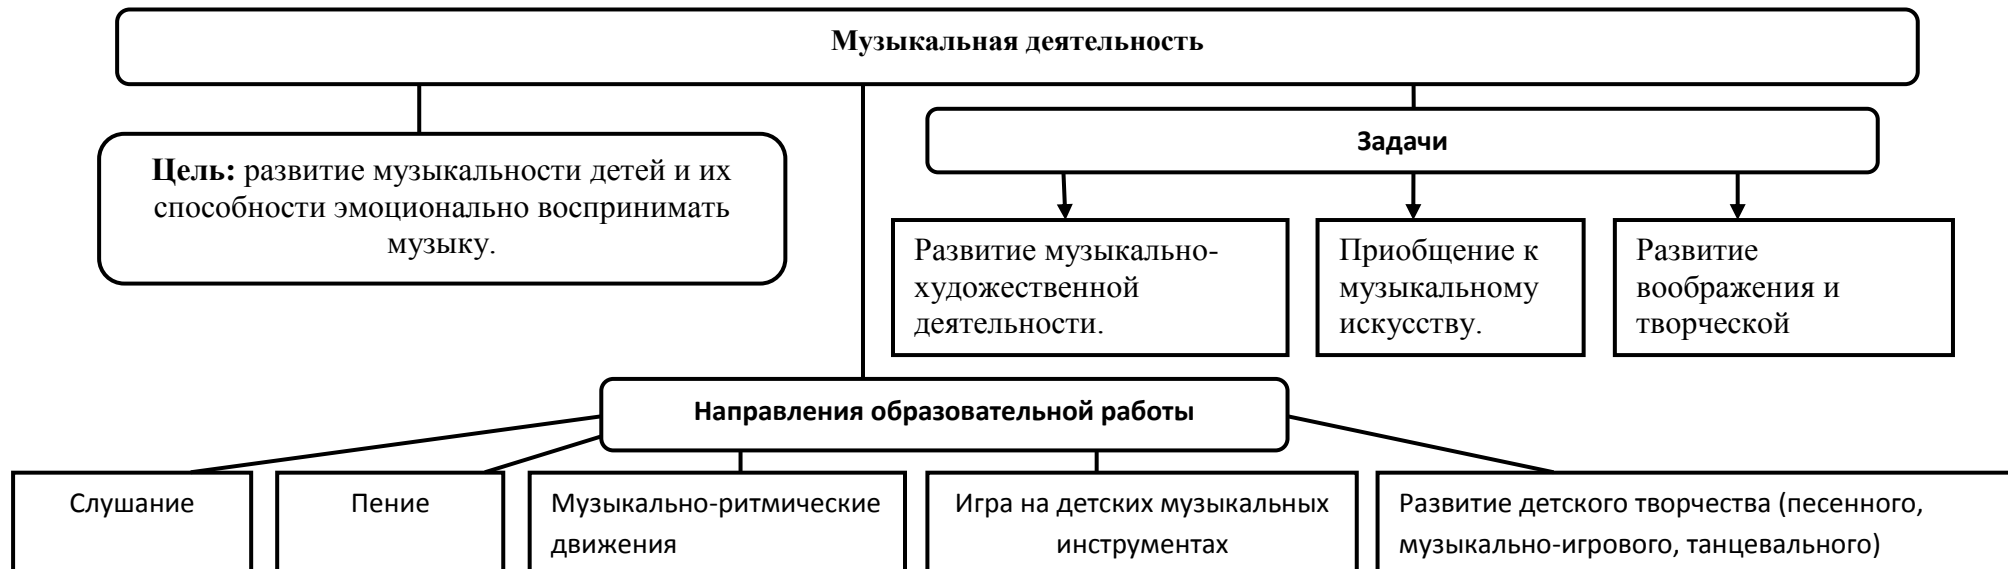 Музыкальная деятельность
Задачи
Цель: развитие музыкальности детей и их
способности эмоционально воспринимать
музыку.
Развитие музыкально-
художественной
деятельности.
Приобщение к
музыкальному
искусству.
Развитие
воображения и
творческой
Направления образовательной работы
Слушание
Пение
Музыкально-ритмические
движения
Игра на детских музыкальных
инструментах
Развитие детского творчества (песенного,
музыкально-игрового, танцевального)